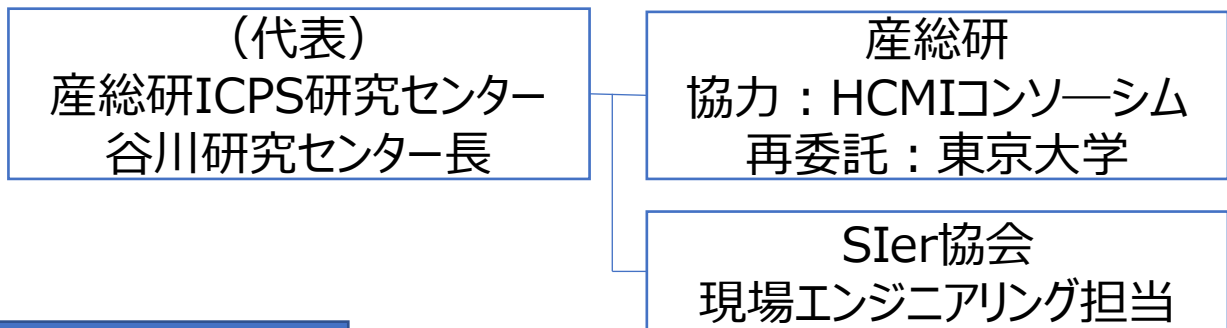 （代表）
産総研ICPS研究センター
谷川研究センター長
産総研
協力：HCMIコンソ―シム
再委託：東京大学
SIer協会
現場エンジニアリング担当